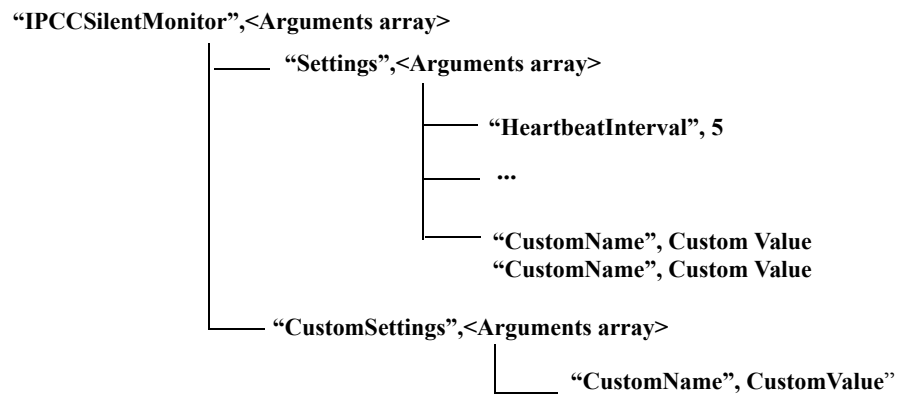 “IPCCSilentMonitor”,<Arguments array>
“Settings”,<Arguments array>
“HeartbeatInterval”, 5
...
“CustomName”, Custom Value
“CustomName”, Custom Value
“CustomSettings”,<Arguments array>
“CustomName”, CustomValue”